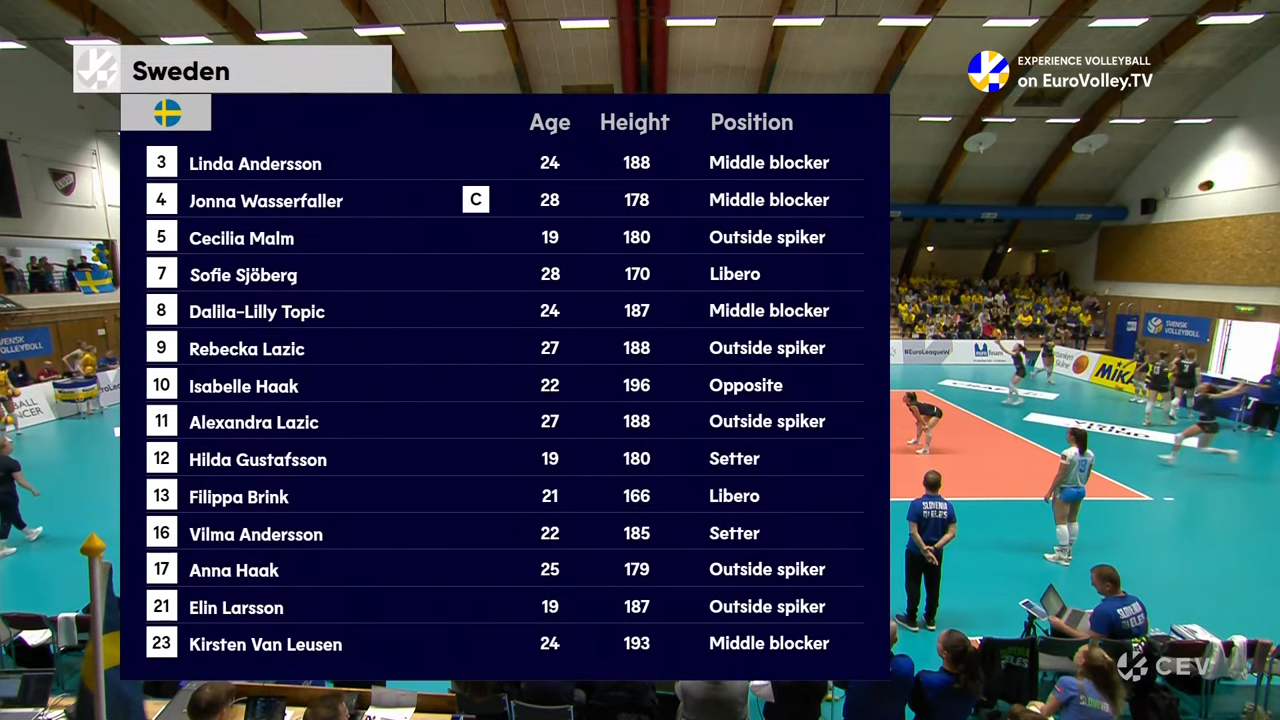 Sweden
EXPERIENCE VOLLEYBALL
on EuroVolley.TV
Age Height Position
3 Linda Andersson 24 188 Middle blocker
4 Jonna Wasserfaller C 28 178 Middle blocker
5 Cecilia Malm 19 180 Outside spiker
7 Sofie Sjöberg 28 170 Libero
8 Dalila-Lilly Topic 24 187 Middle blocker
9 Rebecka Lazic 27 188 Outside spiker
10 Isabelle Haak 22 196 Opposite
11 Alexandra Lazic 27 188 Outside spiker
12 Hilda Gustafsson 19 180 Setter
13 Filippa Brink 21 166 Libero
16 Vilma Andersson 22 185 Setter
17 Anna Haak 25 179 Outside spiker
21 Elin Larsson 19 187 Outside spiker
23 Kirsten Van Leusen 24 193 Middle blocker
SVENSK
VOLLEYBOLL
SVENSK
VOLLEYBOLL
#EuroLeagueW
MIKA
SLOVENIA
CEV